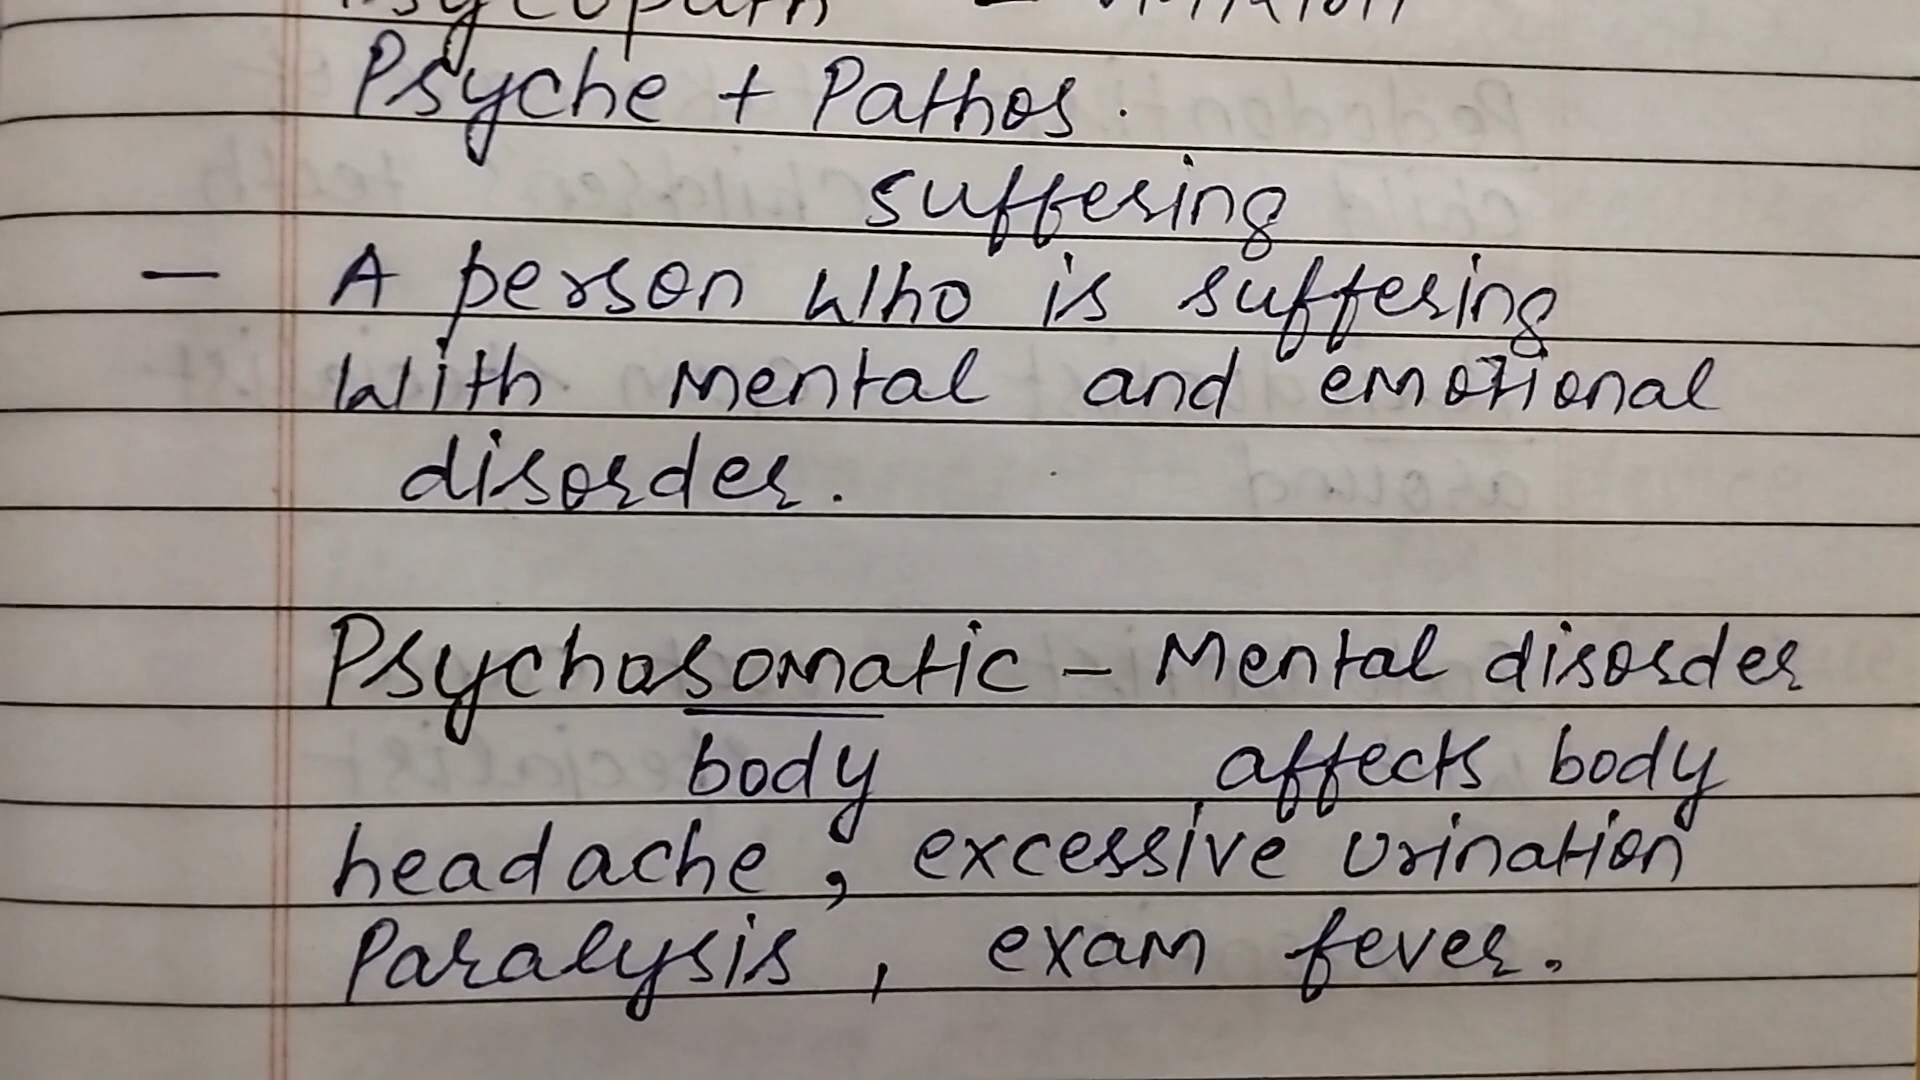 Psyche + Pathos.
suffering
— A person who is suffering
with mental and emotional
disorder.
Psychosomatic – Mental disorder
body affects body
headache, excessive urination
Paralysis, exam fever.